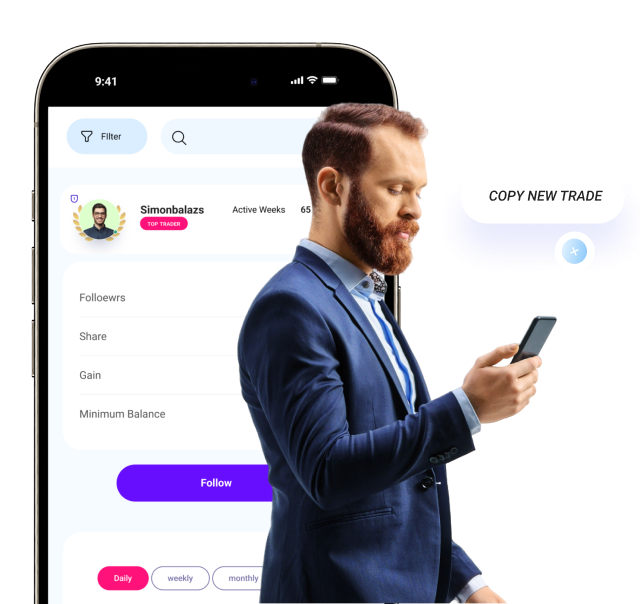 9:41
Filter
COPY NEW TRADE
Simonbalazs Active Weeks 65
TOP TRADER
Folloewrs
Share
Gain
Minimum Balance
Follow
Daily weekly monthly